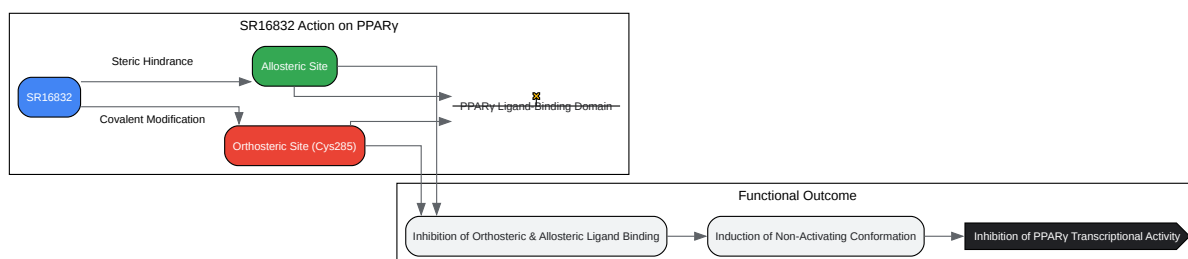 SR16832 Action on PPARγ
Steric Hindrance
Allosteric Site
SR16832
PPARγ Ligand-Binding Domain
Covalent Modification
Orthosteric Site (Cys285)
Functional Outcome
Inhibition of Orthosteric & Allosteric Ligand Binding
Induction of Non-Activating Conformation
Inhibition of PPARγ Transcriptional Activity